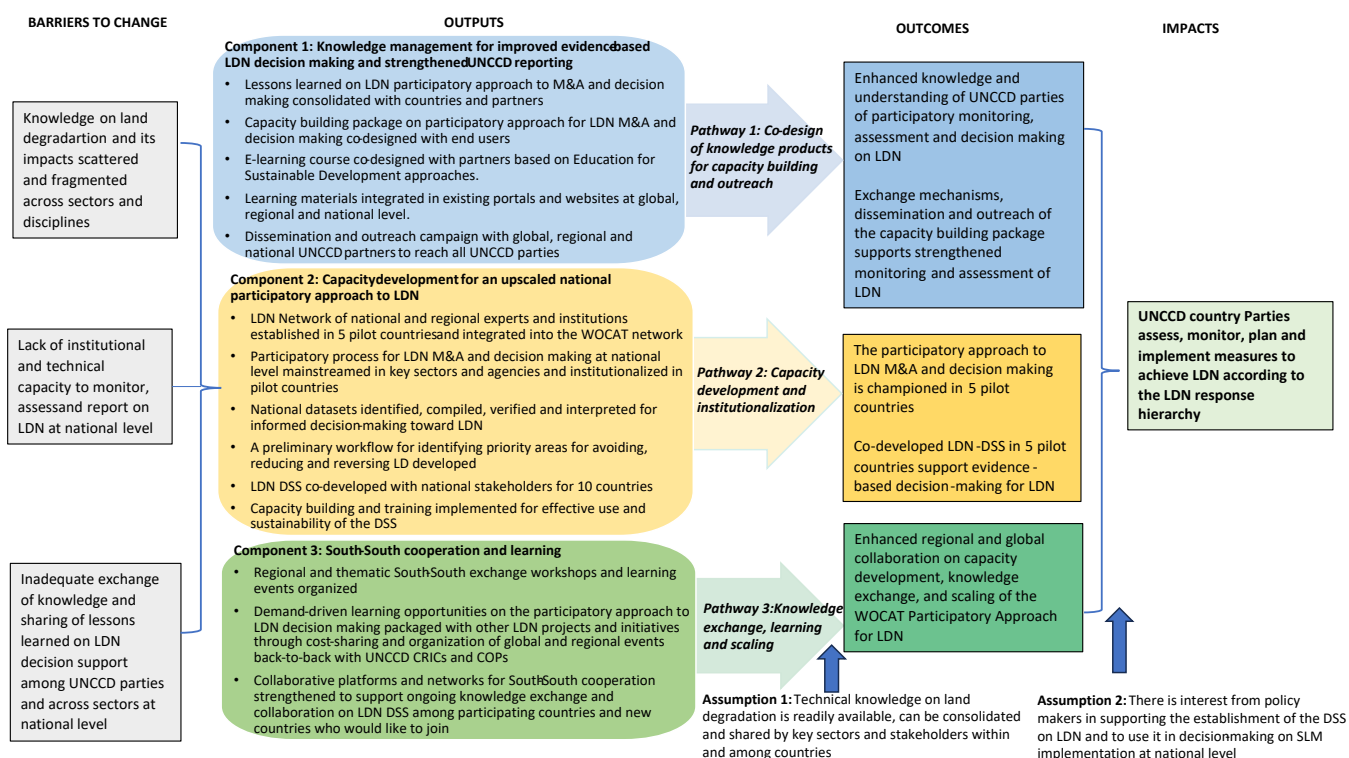 BARRIERS TO CHANGE
OUTPUTS
OUTCOMES
IMPACTS
Knowledge on land
degradartion and its
impacts scattered
and fragmented
across sectors and
disciplines
Lack of institutional
and technical
capacity to monitor,
assessand report on
LDN at national level
Inadequate exchange
of knowledge and
sharing of lessons
learned on LDN
decision support
among UNCCD parties
and across sectors at
national level
Component 1: Knowledge management for improved evidence-based
LDN decision making and strengthened UNCCD reporting
• Lessons learned on LDN participatory approach to M&A and decision
making consolidated with countries and partners
• Capacity building package on participatory approach for LDN M&A and
decision making co-designed with end users
• E-learning course co-designed with partners based on Education for
Sustainable Development approaches.
• Learning materials integrated in existing portals and websites at global,
regional and national level.
• Dissemination and outreach campaign with global, regional and
national UNCCD partners to reach all UNCCD parties
Component 2: Capacity development for an upscaled national
participatory approach to LDN
• LDN Network of national and regional experts and institutions
established in 5 pilot countries and integrated into the WOCAT network
• Participatory process for LDN M&A and decision making at national
level mainstreamed in key sectors and agencies and institutionalized in
pilot countries
• National datasets identified, compiled, verified and interpreted for
informed decision-making toward LDN
• A preliminary workflow for identifying priority areas for avoiding,
reducing and reversing LD developed
• LDN DSS co-developed with national stakeholders for 10 countries
• Capacity building and training implemented for effective use and
sustainability of the DSS
Component 3: South-South cooperation and learning
• Regional and thematic South-South exchange workshops and learning
events organized
• Demand-driven learning opportunities on the participatory approach to
LDN decision making packaged with other LDN projects and initiatives
through cost-sharing and organization of global and regional events
back-to-back with UNCCD CRICs and COPs
• Collaborative platforms and networks for South-South cooperation
strengthened to support ongoing knowledge exchange and
collaboration on LDN DSS among participating countries and new
countries who would like to join
Pathway 1: Co-design
of knowledge products
for capacity building
and outreach
Pathway 2: Capacity
development and
institutionalization
Pathway 3:Knowledge
exchange, learning
and scaling
Enhanced knowledge and
understanding of UNCCD parties
of participatory monitoring,
assessment and decision making
on LDN
Exchange mechanisms,
dissemination and outreach of
the capacity building package
supports strengthened
monitoring and assessment of
LDN
The participatory approach to
LDN M&A and decision making
is championed in 5 pilot
countries
Co-developed LDN -DSS in 5 pilot
countries support evidence -
based decision-making for LDN
Enhanced regional and global
collaboration on capacity
development, knowledge
exchange, and scaling of the
WOCAT Participatory Approach
for LDN
UNCCD country Parties
assess, monitor, plan and
implement measures to
achieve LDN according to
the LDN response
hierarchy
Assumption 1: Technical knowledge on land
degradation is readily available, can be consolidated
and shared by key sectors and stakeholders within
and among countries
Assumption 2: There is interest from policy
makers in supporting the establishment of the DSS
on LDN and to use it in decision-making on SLM
implementation at national level